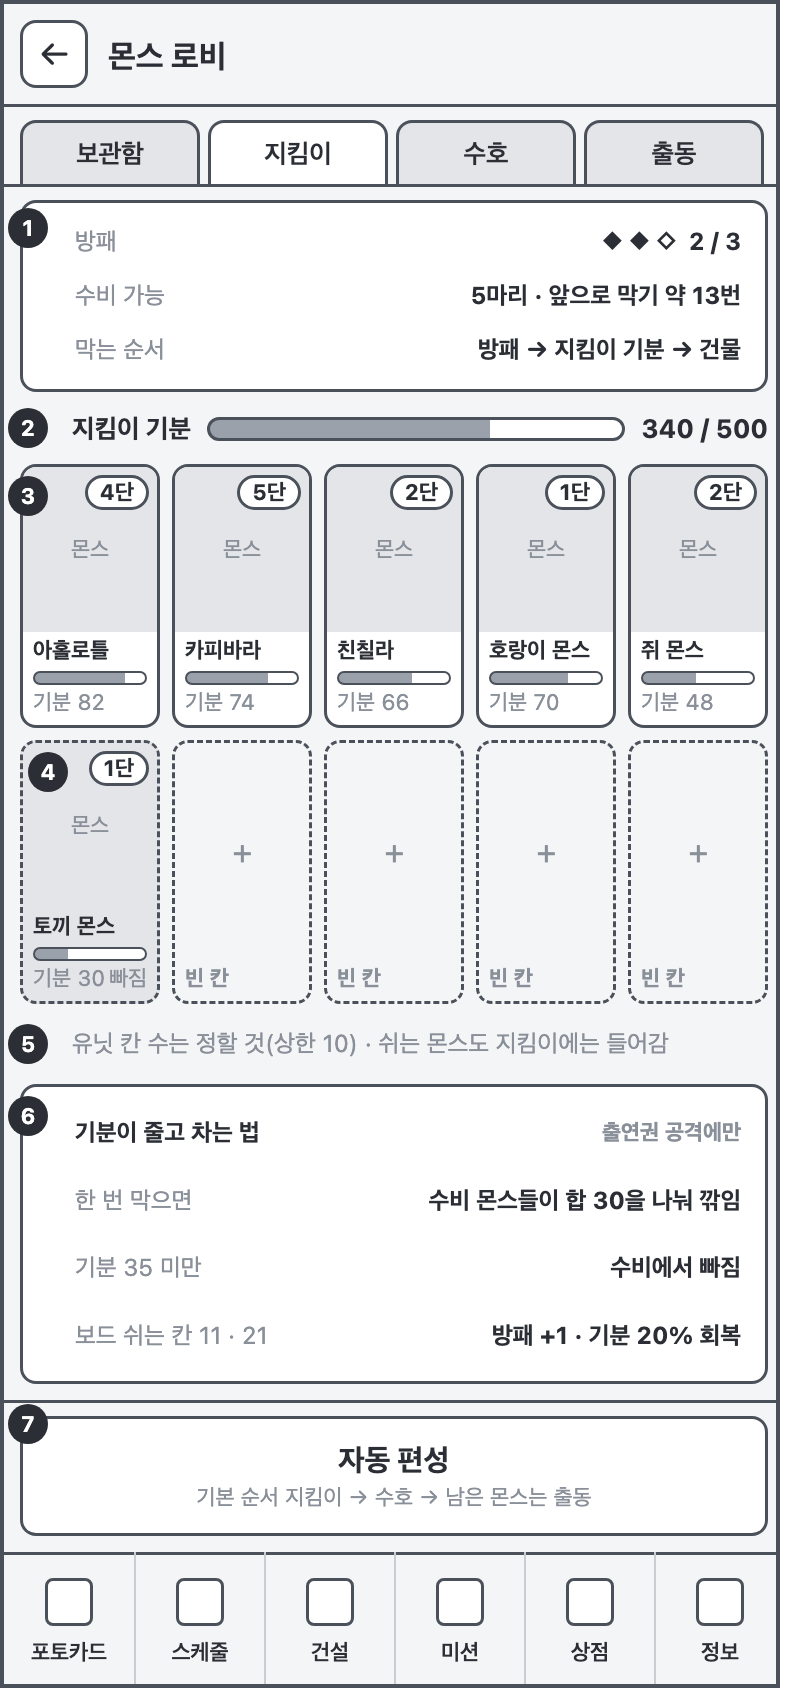 몬스 로비
보관함 지킴이 수호 출동
1
방패 ◆ ◆ ◇ 2 / 3
수비 가능 5마리 · 앞으로 막기 약 13번
막는 순서 방패 → 지킴이 기분 → 건물
2 지킴이 기분 340 / 500
3 4단 5단 2단 1단 2단
몬스 몬스 몬스 몬스 몬스
아홀로틀 카피바라 친칠라 호랑이 몬스 쥐 몬스
기분 82 기분 74 기분 66 기분 70 기분 48
4 1단
몬스
+ + + +
토끼 몬스
기분 30 빠짐 빈 칸 빈 칸 빈 칸 빈 칸
5 유닛 칸 수는 정할 것(상한 10) · 쉬는 몬스도 지킴이에는 들어감
6
기분이 줄고 차는 법 출연권 공격에만
한 번 막으면 수비 몬스들이 합 30을 나눠 깎임
기분 35 미만 수비에서 빠짐
보드 쉬는 칸 11 · 21 방패 +1 · 기분 20% 회복
7
자동 편성
기본 순서 지킴이 → 수호 → 남은 몬스는 출동
포토카드 스케줄 건설 미션 상점 정보